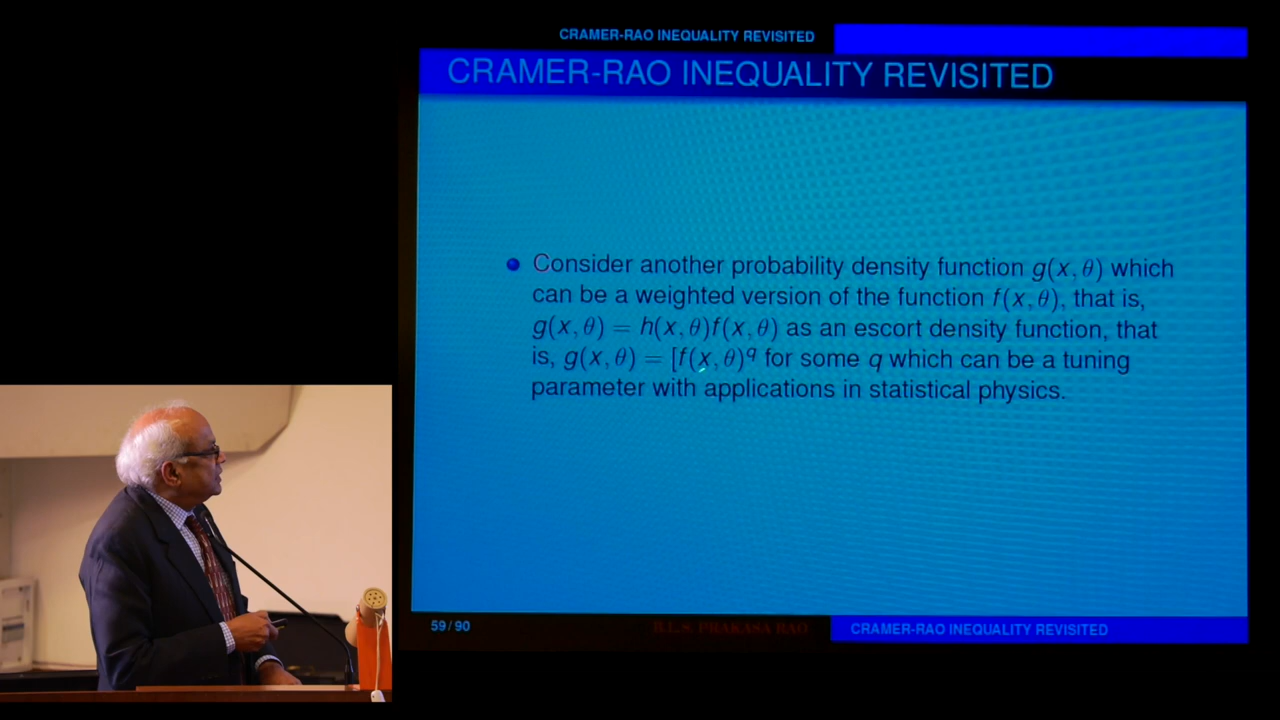 CRAMER-RAO INEQUALITY REVISITED
CRAMER-RAO INEQUALITY REVISITED
Consider another probability density function g(x, θ) which
can be a weighted version of the function f(x, θ), that is,
g(x, θ) = h(x, θ)f(x, θ) as an escort density function, that
is, g(x, θ) = [f(x, θ)^q for some q which can be a tuning
parameter with applications in statistical physics.
59/90 B.L.S. PRAKASA RAO CRAMER-RAO INEQUALITY REVISITED